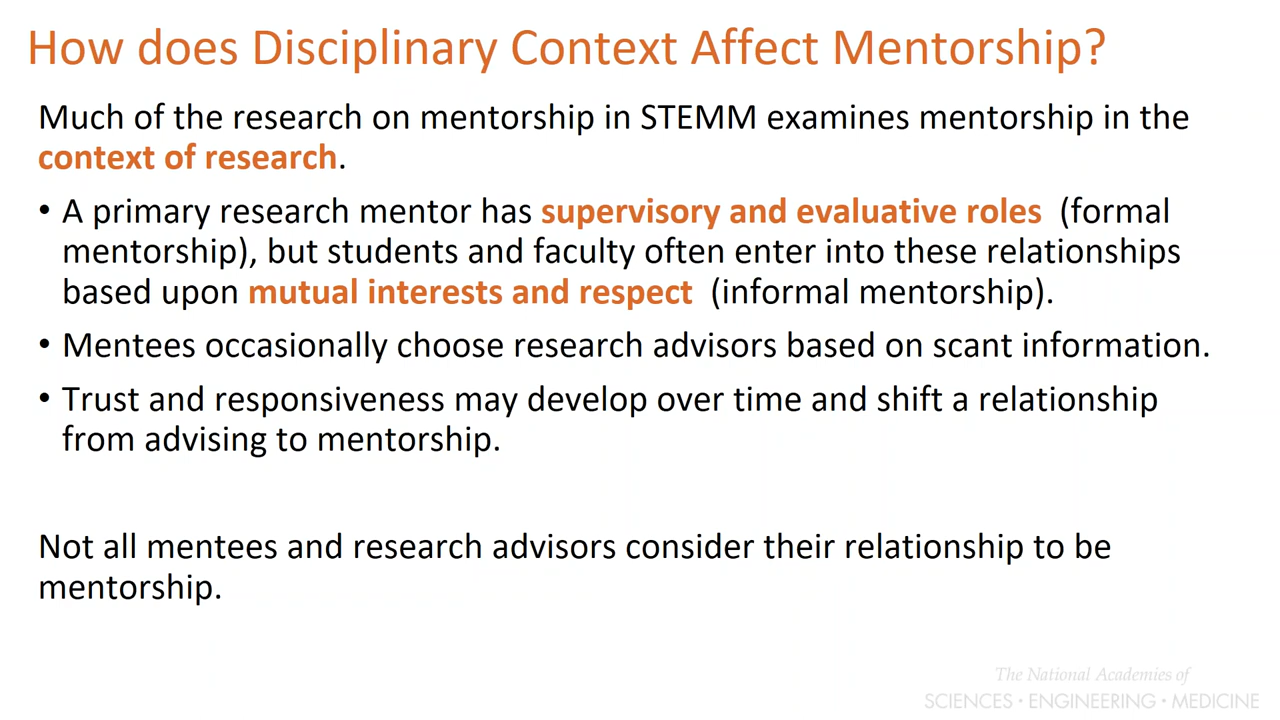 How does Disciplinary Context Affect Mentorship?
Much of the research on mentorship in STEMM examines mentorship in the
context of research.
• A primary research mentor has supervisory and evaluative roles (formal
mentorship), but students and faculty often enter into these relationships
based upon mutual interests and respect (informal mentorship).
• Mentees occasionally choose research advisors based on scant information.
• Trust and responsiveness may develop over time and shift a relationship
from advising to mentorship.
Not all mentees and research advisors consider their relationship to be
mentorship.
The National Academies of
SCIENCES · ENGINEERING · MEDICINE